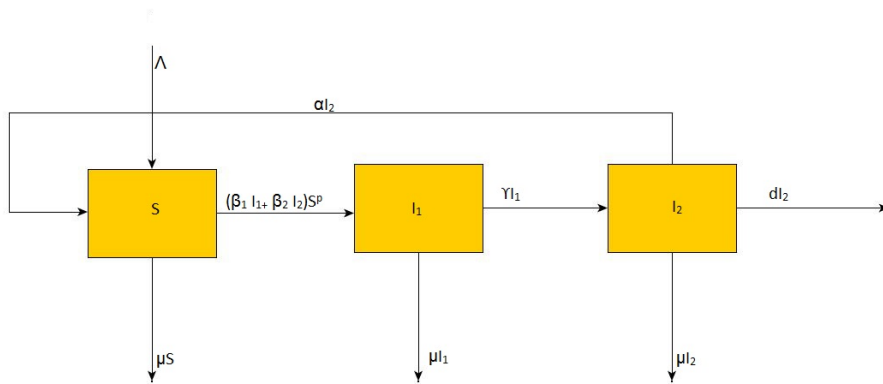 Λ
αI₂
S
(β₁ I₁₊ β₂ I₂)Sᵖ
I₁
ϒI₁
I₂
dI₂
μS
μI₁
μI₂